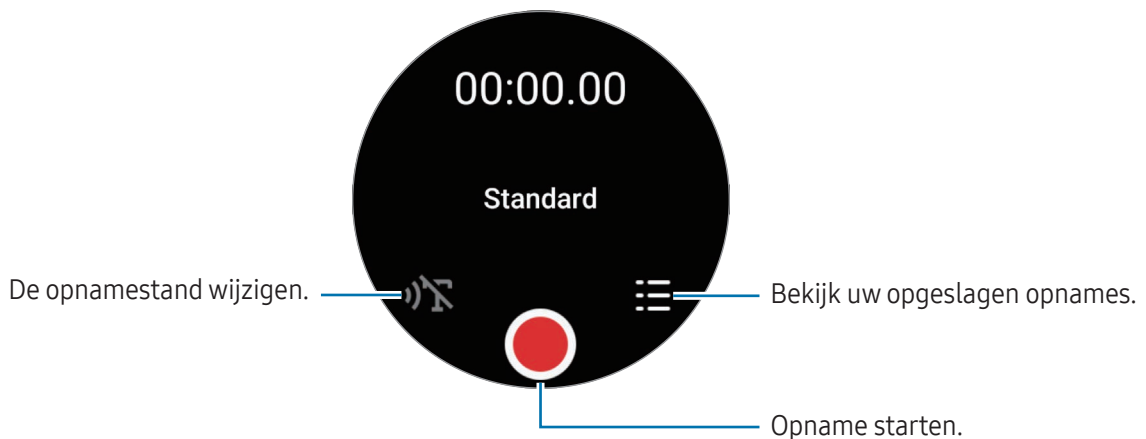 00:00.00
Standard
De opnamestand wijzigen.
Bekijk uw opgeslagen opnames.
Opname starten.